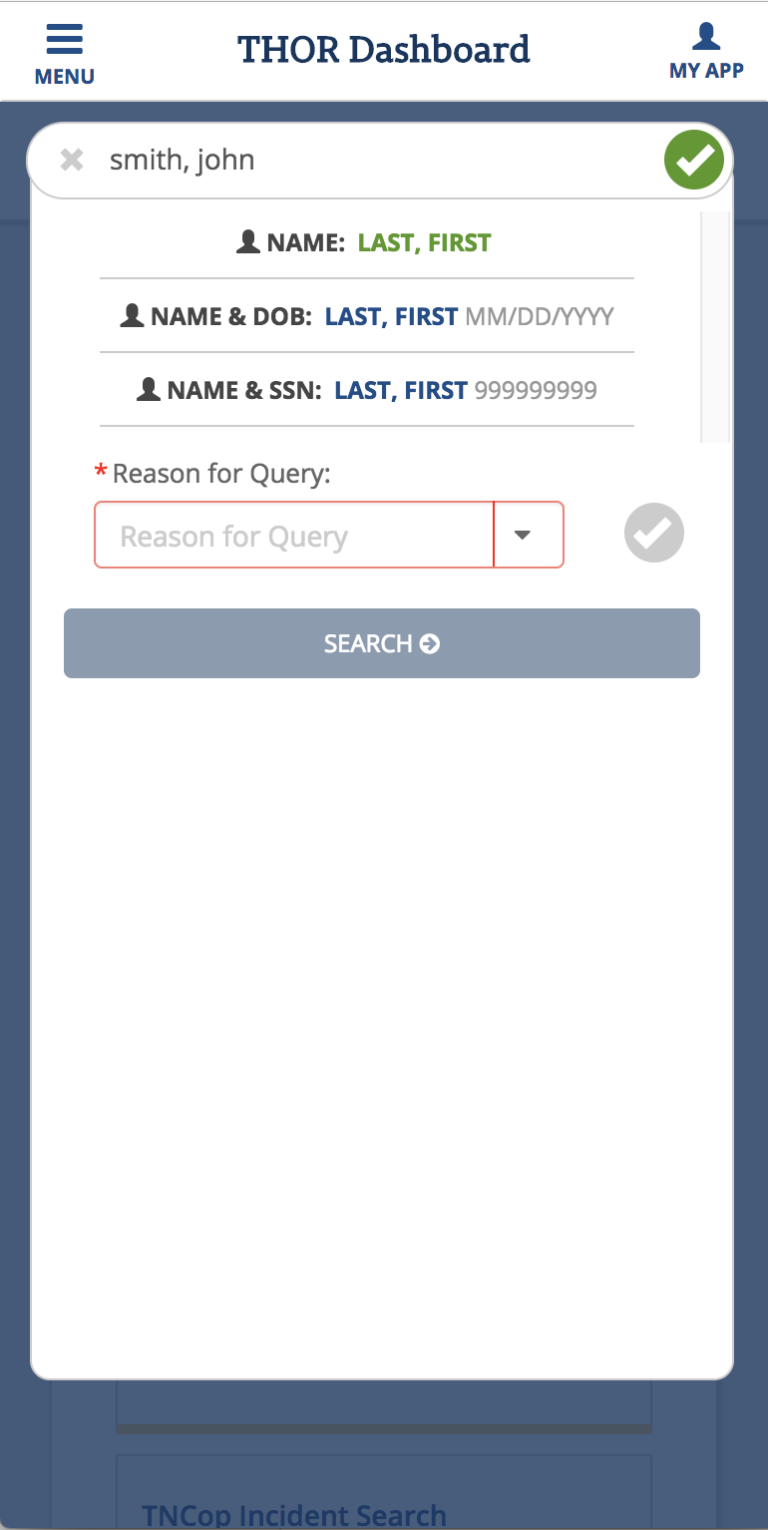 THOR Dashboard
MENU
MY APP
smith, john
NAME: LAST, FIRST
NAME & DOB: LAST, FIRST MM/DD/YYYY
NAME & SSN: LAST, FIRST 999999999
* Reason for Query:
Reason for Query
SEARCH
TNCop Incident Search